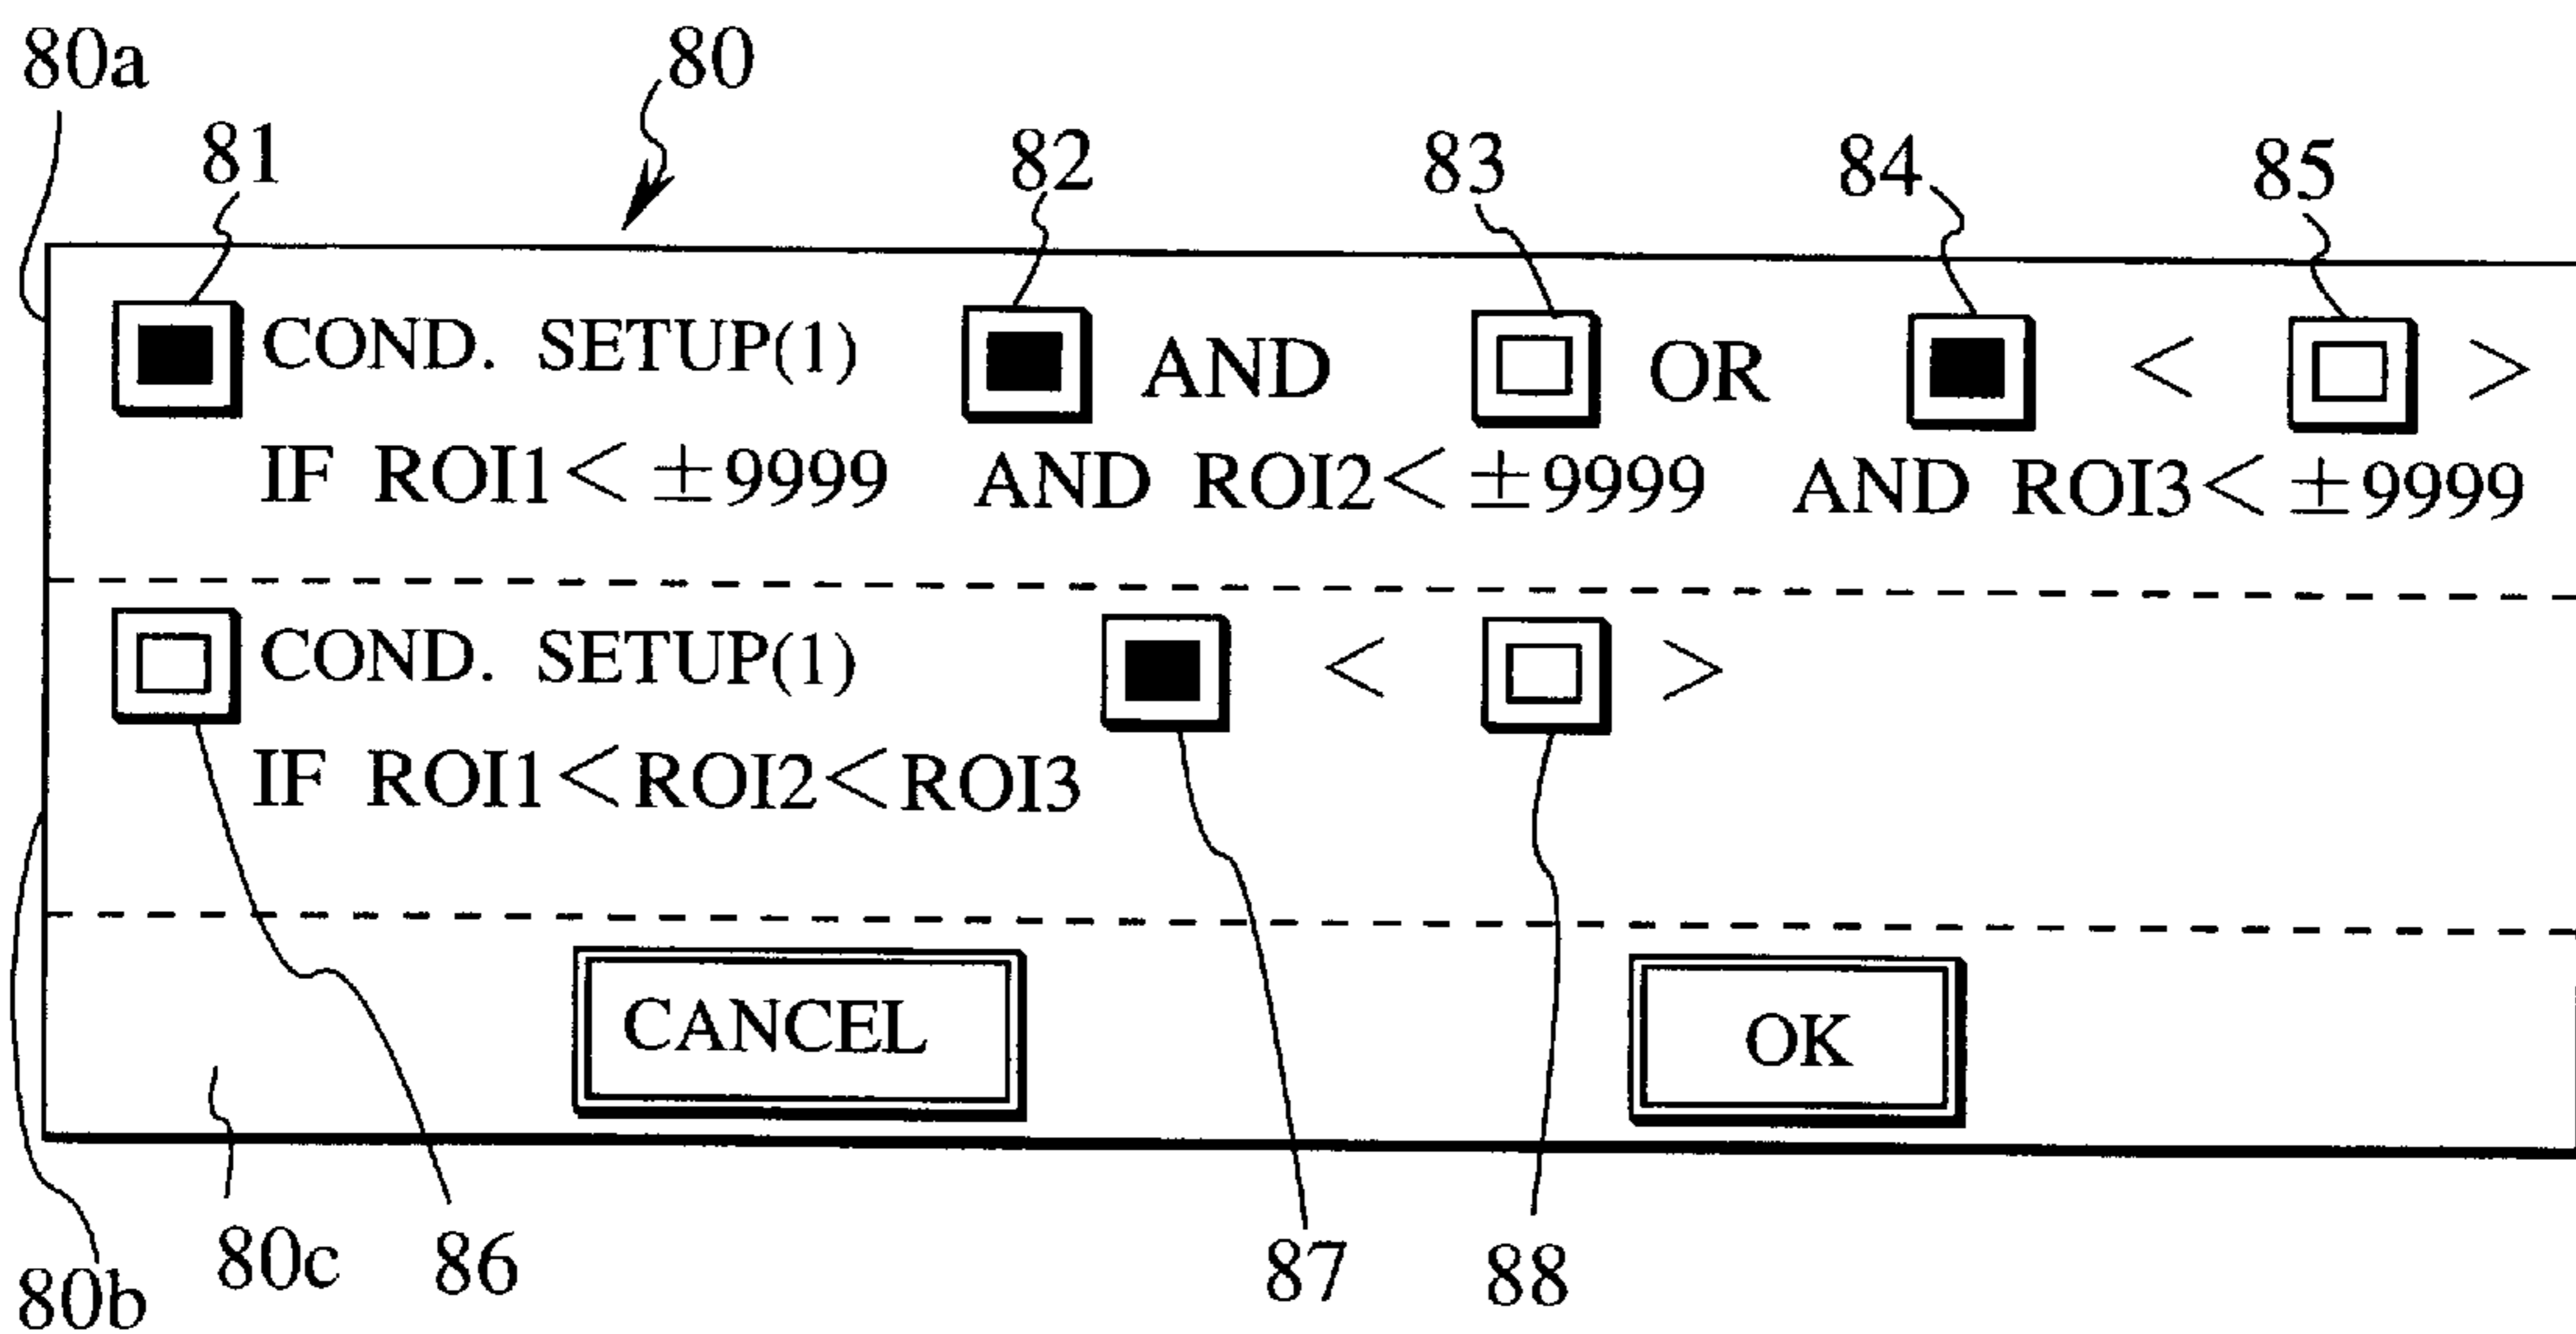 80a 80
81 82 83 84 85
COND. SETUP(1) AND OR < >
IF ROI1<±9999 AND ROI2<±9999 AND ROI3<±9999
COND. SETUP(1) < >
IF ROI1<ROI2<ROI3
CANCEL OK
80b 80c 86 87 88